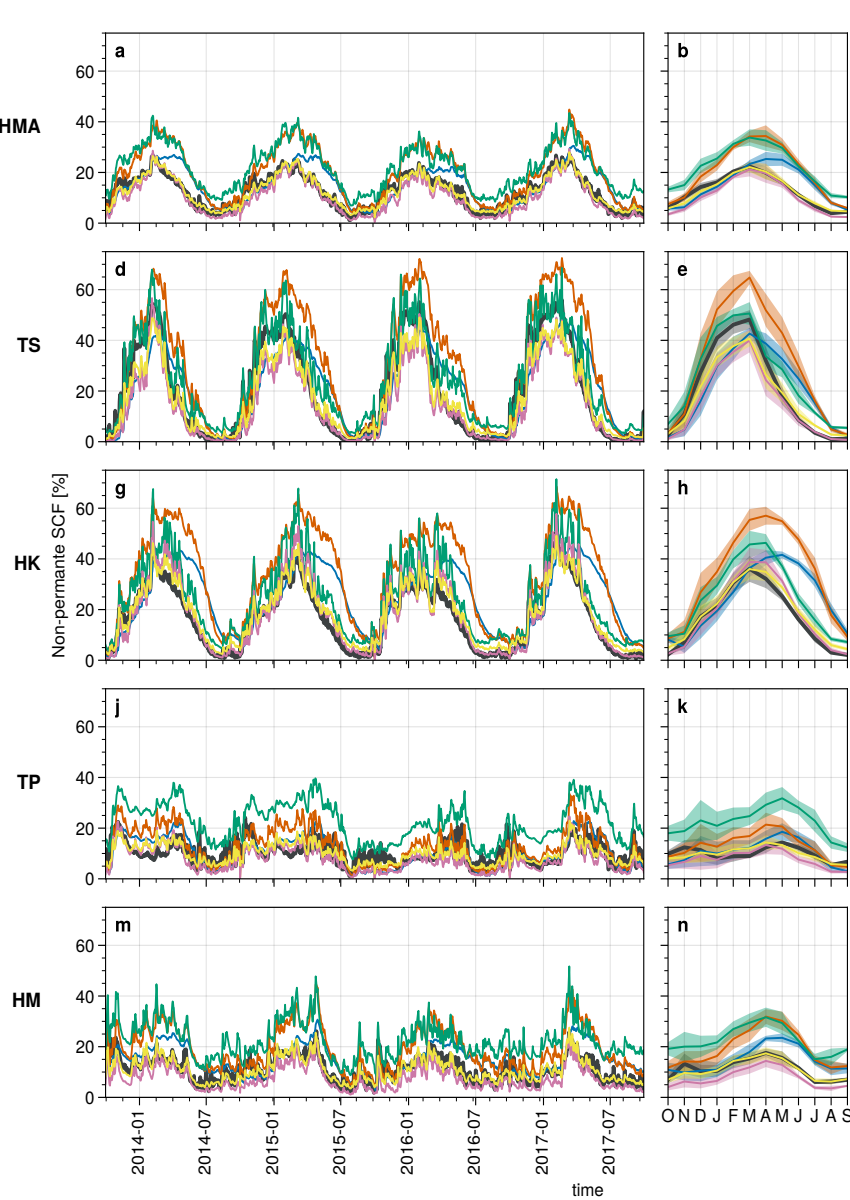 a
b
60
40
20
0
HMA
d
e
60
40
20
0
TS
g
h
60
40
20
0
HK
Non-permante SCF [%]
j
k
60
40
20
0
TP
m
n
60
40
20
0
HM
2014-01
2014-07
2015-01
2015-07
2016-01
2016-07
2017-01
2017-07
O N D J F M A M J J A S
time